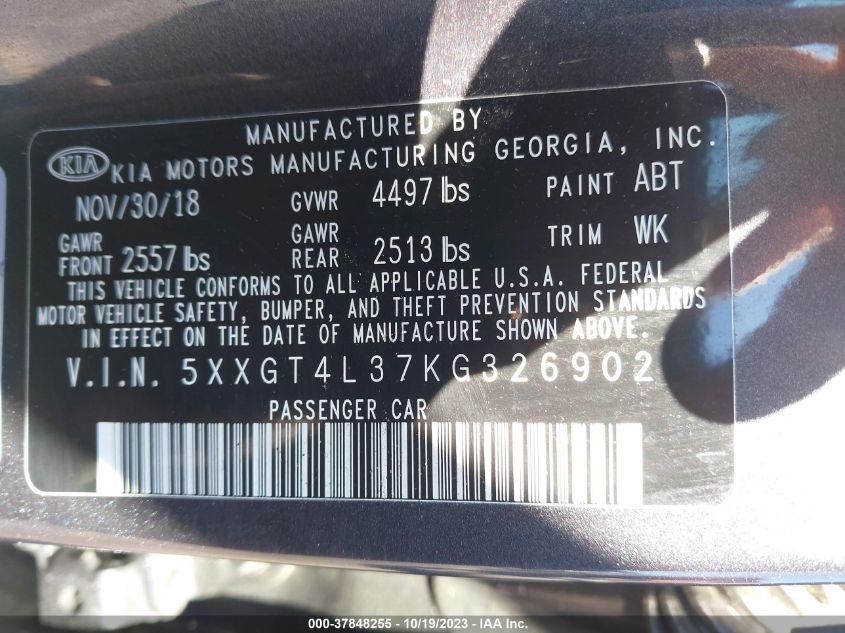 MANUFACTURED BY
KIA KIA MOTORS MANUFACTURING GEORGIA, INC.
NOV/30/18 GVWR 4497 lbs PAINT ABT
GAWR FRONT 2557 lbs GAWR REAR 2513 lbs TRIM WK
THIS VEHICLE CONFORMS TO ALL APPLICABLE U.S.A. FEDERAL
MOTOR VEHICLE SAFETY, BUMPER, AND THEFT PREVENTION STANDARDS
IN EFFECT ON THE DATE OF MANUFACTURE SHOWN ABOVE.
V.I.N. 5XXGT4L37KG326902
PASSENGER CAR
000-37848255 - 10/19/2023 - IAA Inc.